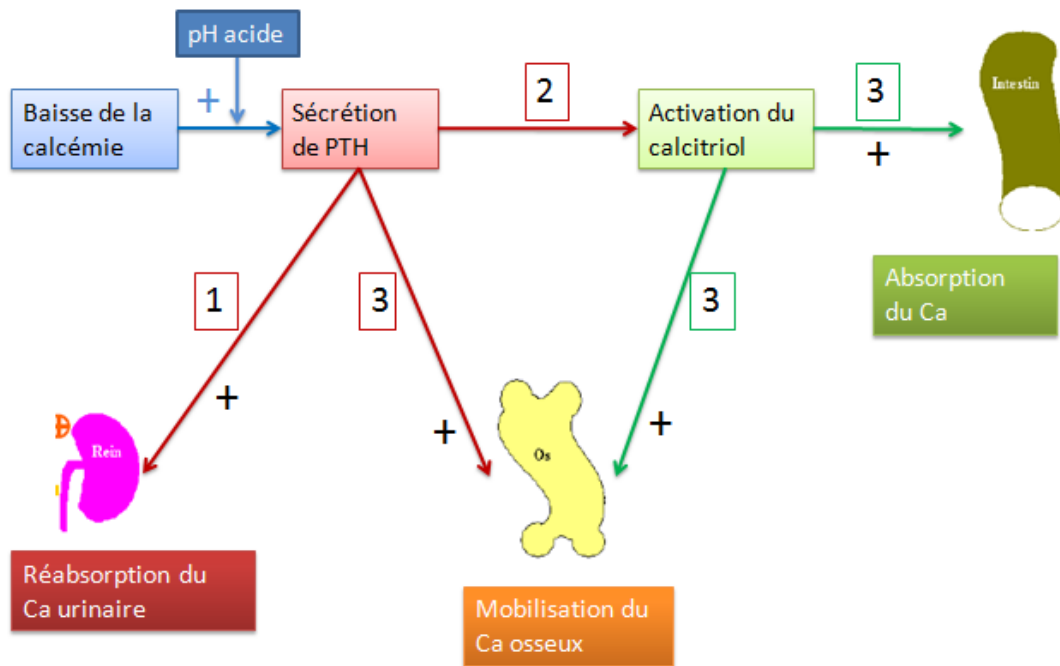 pH acide
+
Baisse de la
calcémie
Sécrétion
de PTH
2
Activation du
calcitriol
3
+
Intestin
Absorption
du Ca
1
3
3
+
+
+
Rein
Os
Réabsorption du
Ca urinaire
Mobilisation du
Ca osseux